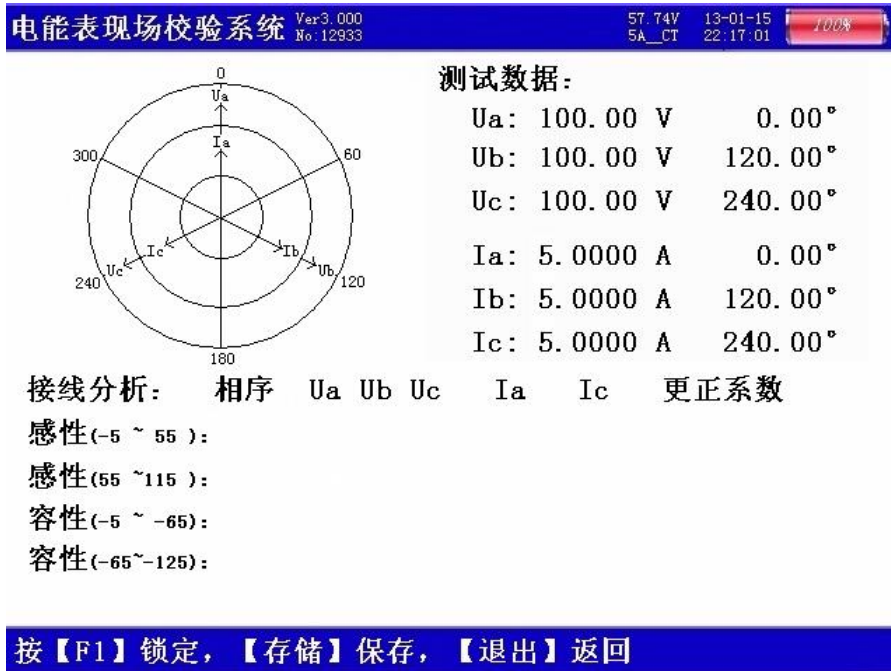 电能表现场校验系统 Ver3.000 57.74V 13-01-15 100%
No:12933 5A__CT 22:17:01
0
Ua
Ia
300
60
Ic
Ib
Uc
Ub
240
120
180
测试数据:
Ua: 100.00 V 0.00°
Ub: 100.00 V 120.00°
Uc: 100.00 V 240.00°
Ia: 5.0000 A 0.00°
Ib: 5.0000 A 120.00°
Ic: 5.0000 A 240.00°
接线分析: 相序 Ua Ub Uc Ia Ic 更正系数
感性(-5 ~ 55 ):
感性(55 ~115 ):
容性(-5 ~ -65):
容性(-65~-125):
按【F1】锁定，【存储】保存，【退出】返回